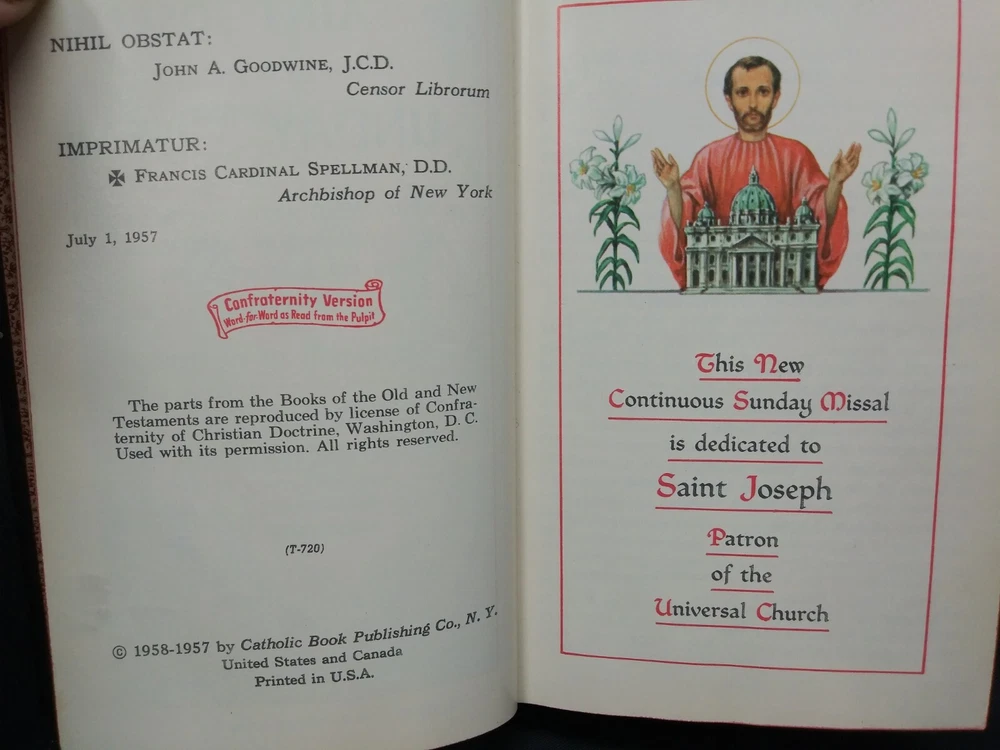 NIHIL OBSTAT:
JOHN A. GOODWINE, J.C.D.
Censor Librorum
IMPRIMATUR:
✠ FRANCIS CARDINAL SPELLMAN, D.D.
Archbishop of New York
July 1, 1957
Confraternity Version
Word-for-Word as Read from the Pulpit
The parts from the Books of the Old and New
Testaments are reproduced by license of Confra-
ternity of Christian Doctrine, Washington, D. C.
Used with its permission. All rights reserved.
(T-720)
© 1958-1957 by Catholic Book Publishing Co., N. Y.
United States and Canada
Printed in U.S.A.
This New
Continuous Sunday Missal
is dedicated to
Saint Joseph
Patron
of the
Universal Church